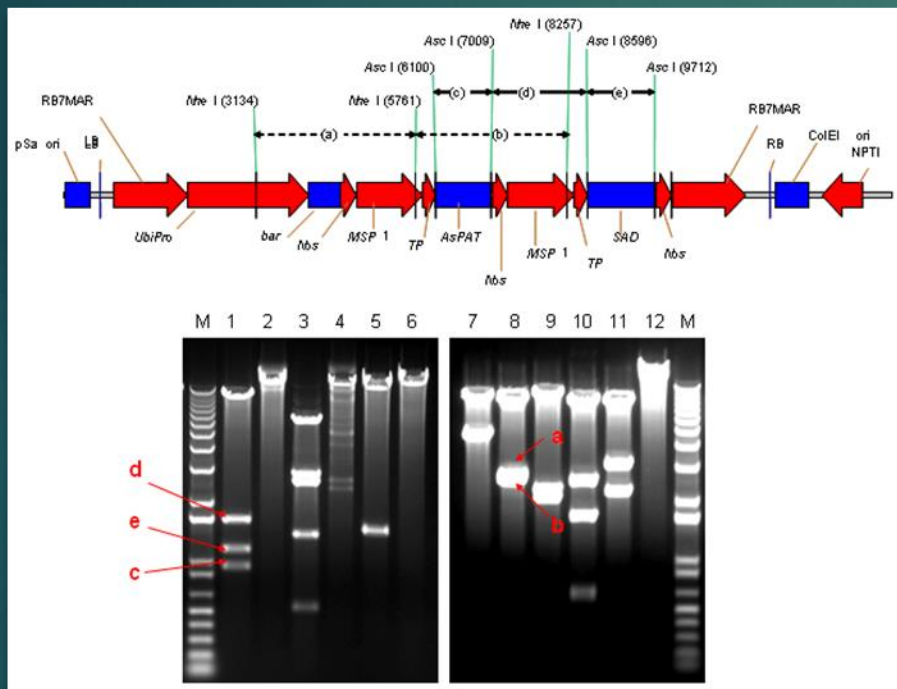 Nhe I (8257)
Asc I (7009)
Asc I (8596)
Asc I (6100)
Asc I (9712)
RB7MAR
Nhe I (3134)
Nhe I (5761)
(c)
(d)
(e)
RB7MAR
pSa ori
LB
(a)
(b)
RB
ColEI ori
NPTI
UbiPro
bar
Nos
MSP 1
TP
AsPAT
Nos
MSP 1
TP
SAD
Nos
M 1 2 3 4 5 6
7 8 9 10 11 12 M
a
d
e
b
c